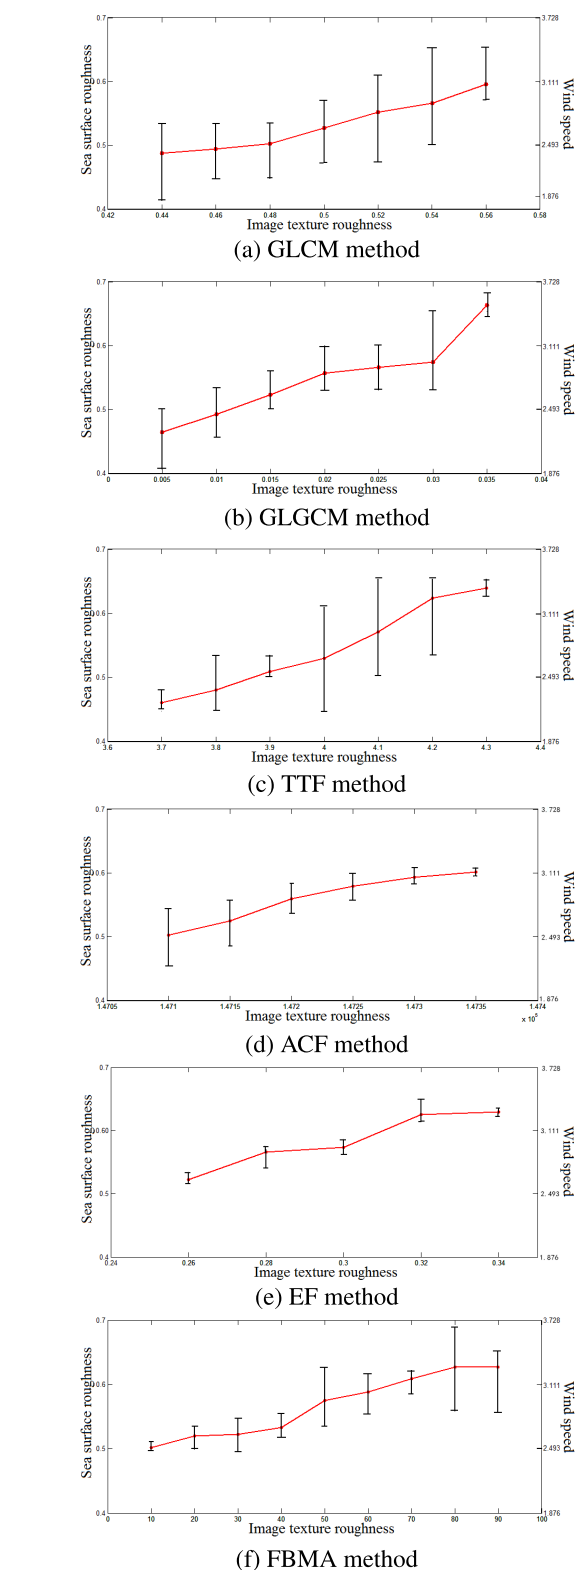 0.7
3.728
0.6
3.111
0.5
2.493
1.876
0.4
Sea surface roughness
Wind speed
0.42 0.44 0.46 0.48 0.5 0.52 0.54 0.56 0.58
Image texture roughness
(a) GLCM method
0.7
3.728
0.6
3.111
0.5
2.493
0.4
1.876
Sea surface roughness
Wind speed
0 0.005 0.01 0.015 0.02 0.025 0.03 0.035 0.04
Image texture roughness
(b) GLGCM method
0.7
3.728
0.6
3.111
0.5
2.493
0.4
1.876
Sea surface roughness
Wind speed
3.6 3.7 3.8 3.9 4 4.1 4.2 4.3 4.4
Image texture roughness
(c) TTF method
0.7
3.728
0.6
3.111
0.5
2.493
0.4
1.876
Sea surface roughness
Wind speed
1.4705 1.471 1.4715 1.472 1.4725 1.473 1.4735 1.474
Image texture roughness
x 10^5
(d) ACF method
0.7
3.728
0.60
3.111
0.5
2.493
0.4
1.876
Sea surface roughness
Wind speed
0.24 0.26 0.28 0.3 0.32 0.34
Image texture roughness
(e) EF method
0.7
3.728
0.6
3.111
0.5
2.493
0.4
1.876
Sea surface roughness
Wind speed
10 20 30 40 50 60 70 80 90 100
Image texture roughness
(f) FBMA method